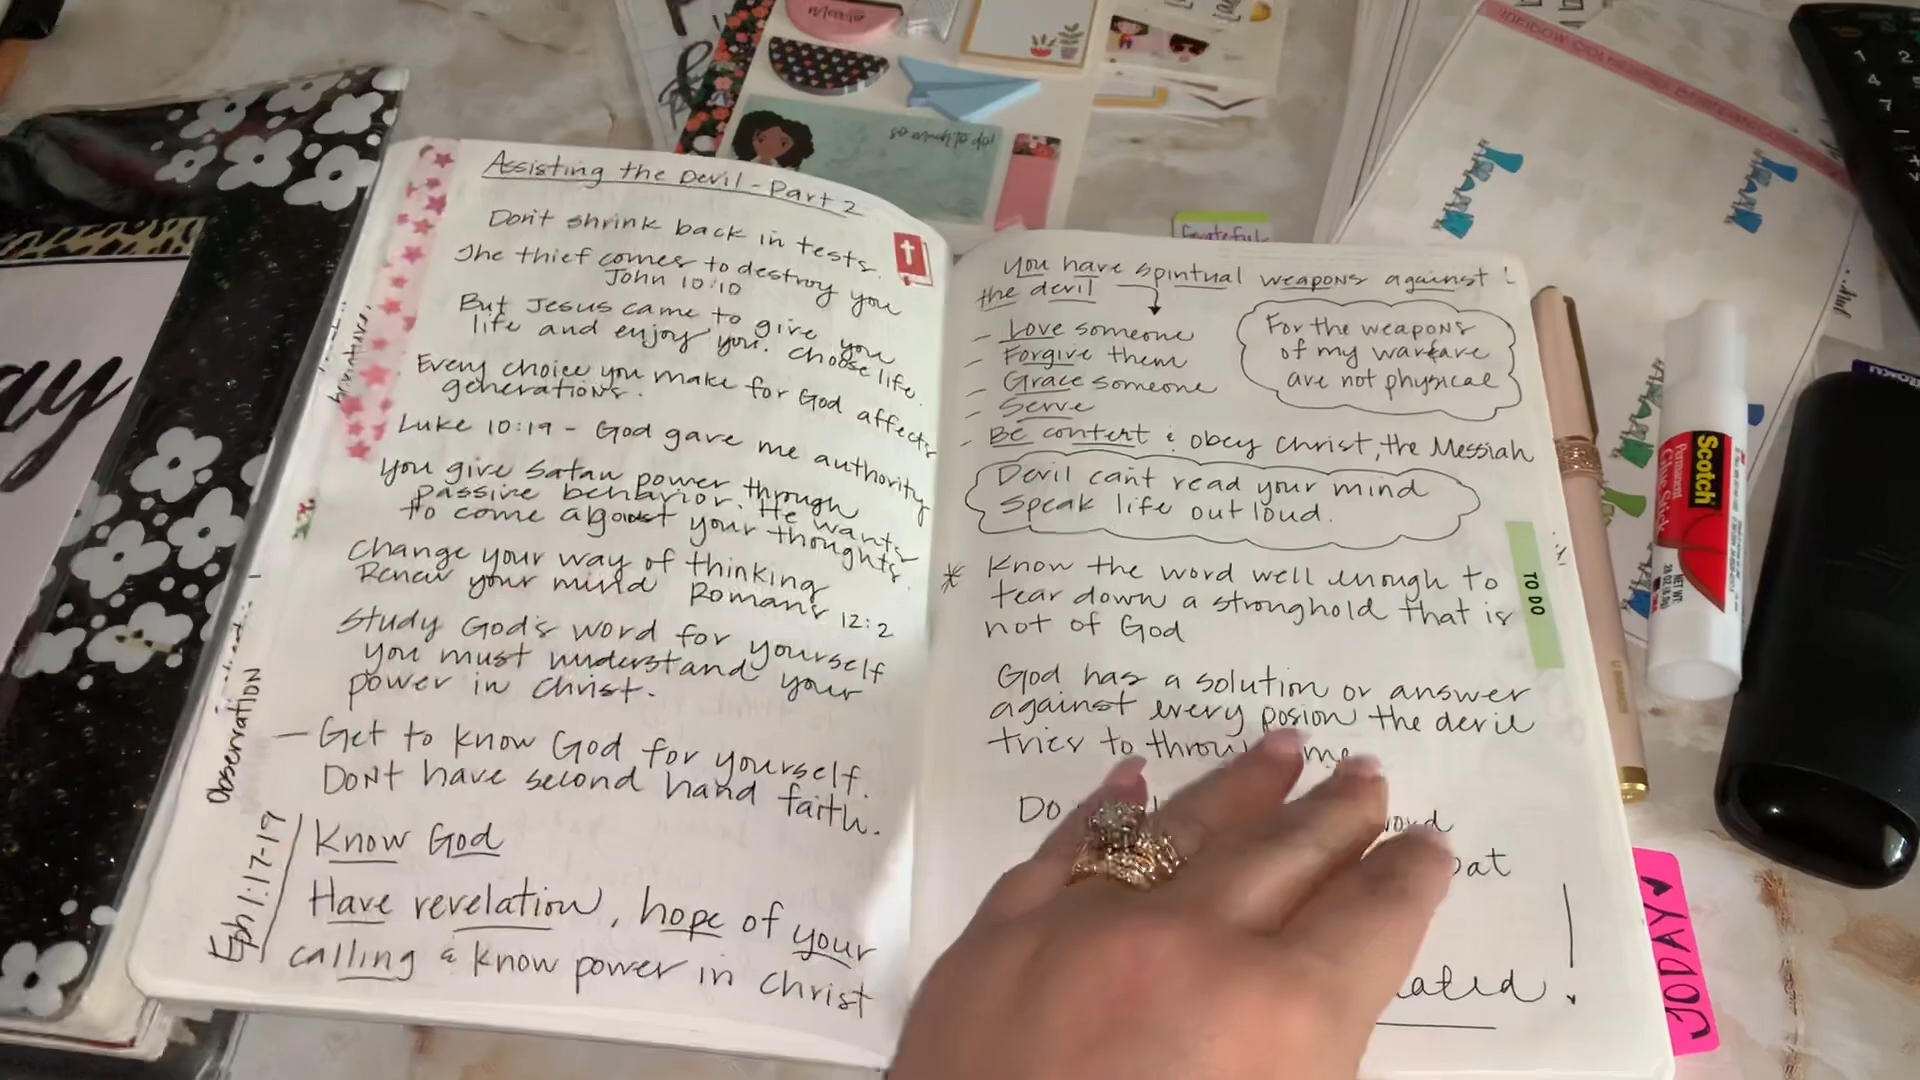 Assisting the Devil - Part 2
Don't shrink back in tests.
The thief comes to destroy you
John 10:10
But Jesus came to give you
life and enjoy you. Choose life.
Every choice you make for God affects
generations.
Luke 10:19 - God gave me authority
You give Satan power through
passive behavior. He wants
to come against your thoughts.
Change your way of thinking
Renew your mind Romans 12:2
Study God's word for yourself
you must understand your
power in Christ.
- Get to know God for yourself.
Don't have second hand faith.
Observation
Eph 1:17-19
Know God
Have revelation, hope of your
calling & know power in Christ
You have spiritual weapons against
the devil
- Love someone
- Forgive them
- Grace someone
- Serve
- Be content & obey Christ, the Messiah
For the weapons
of my warfare
are not physical
Devil can't read your mind
Speak life out loud.
* Know the word well enough to
tear down a stronghold that is
not of God
God has a solution or answer
against every posion the devil
tries to throw me
Do
word
TO DO
TODAY
Grateful
so much to do!
Scotch
Permanent
Glue Stick